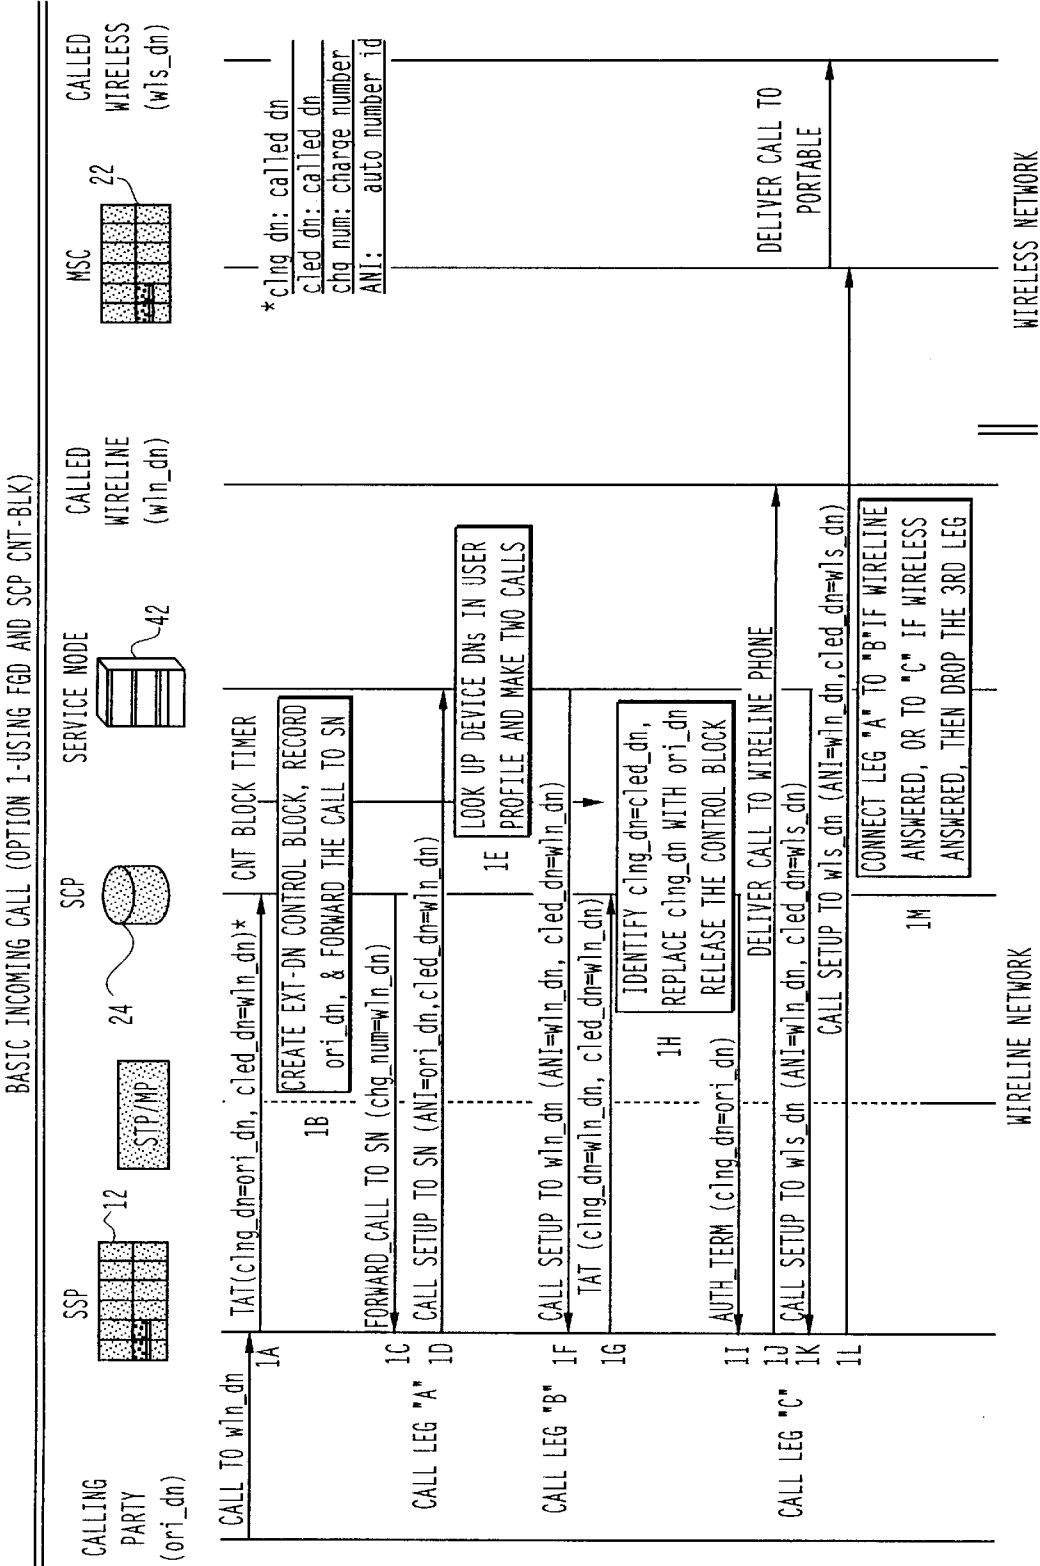 BASIC INCOMING CALL (OPTION 1-USING FGD AND SCP CNT-BLK)
CALLING
PARTY
(ori_dn)
SSP
12
STP/MP
SCP
24
SERVICE NODE
42
CALLED
WIRELINE
(wln_dn)
MSC
22
CALLED
WIRELESS
(wls_dn)
CALL TO wln_dn
1A
TAT(clng_dn=ori_dn, cled_dn=wln_dn)*
CNT BLOCK TIMER
*clng dn: called dn
cled dn: called dn
chg num: charge number
ANI: auto number id
1B
CREATE EXT-DN CONTROL BLOCK, RECORD
ori_dn, & FORWARD THE CALL TO SN
1C
FORWARD_CALL TO SN (chg_num=wln_dn)
CALL LEG "A"
1D
CALL SETUP TO SN (ANI=ori_dn,cled_dn=wln_dn)
1E
LOOK UP DEVICE DNs IN USER
PROFILE AND MAKE TWO CALLS
CALL LEG "B"
1F
CALL SETUP TO wln_dn (ANI=wln_dn, cled_dn=wln_dn)
1G
TAT (clng_dn=wln_dn, cled_dn=wln_dn)
1H
IDENTIFY clng_dn=cled_dn,
REPLACE clng_dn WITH ori_dn
RELEASE THE CONTROL BLOCK
1I
AUTH_TERM (clng_dn=ori_dn)
1J
DELIVER CALL TO WIRELINE PHONE
CALL LEG "C"
1K
CALL SETUP TO wls_dn (ANI=wln_dn, cled_dn=wls_dn)
1L
CALL SETUP TO wls_dn (ANI=wln_dn,cled_dn=wls_dn)
DELIVER CALL TO
PORTABLE
1M
CONNECT LEG "A" TO "B"IF WIRELINE
ANSWERED, OR TO "C" IF WIRELESS
ANSWERED, THEN DROP THE 3RD LEG
WIRELINE NETWORK
WIRELESS NETWORK